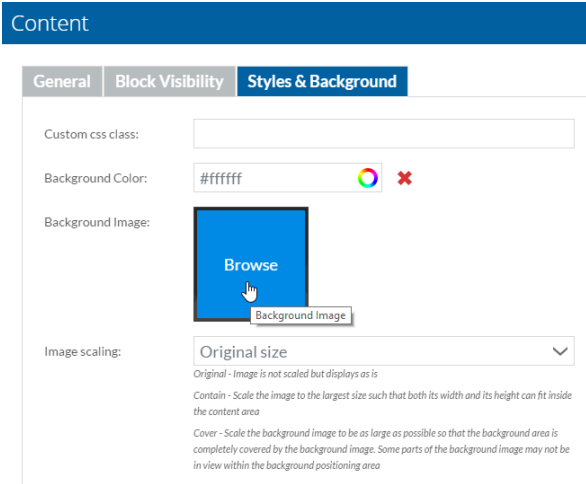 Content
General Block Visibility Styles & Background
Custom css class:
Background Color: #ffffff
Background Image:
Browse
Background Image
Image scaling: Original size
Original - Image is not scaled but displays as is
Contain - Scale the image to the largest size such that both its width and its height can fit inside
the content area
Cover - Scale the background image to be as large as possible so that the background area is
completely covered by the background image. Some parts of the background image may not be
in view within the background positioning area